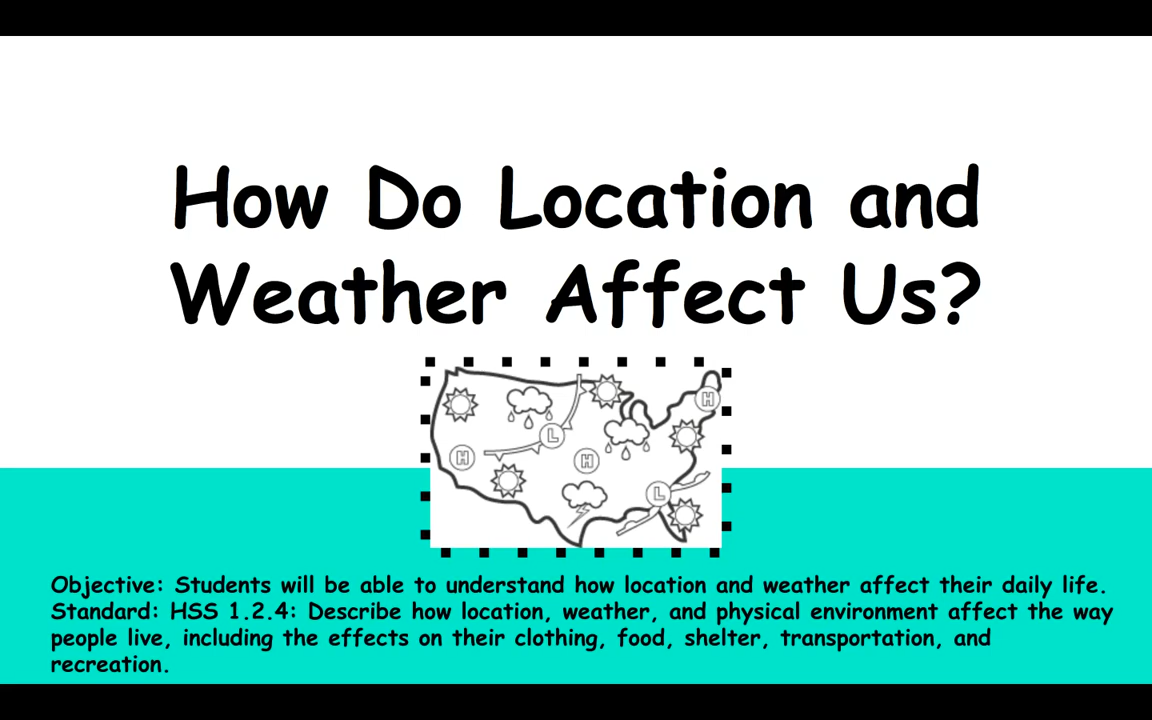 How Do Location and
Weather Affect Us?
H
L
H
H
L
Objective: Students will be able to understand how location and weather affect their daily life.
Standard: HSS 1.2.4: Describe how location, weather, and physical environment affect the way
people live, including the effects on their clothing, food, shelter, transportation, and
recreation.